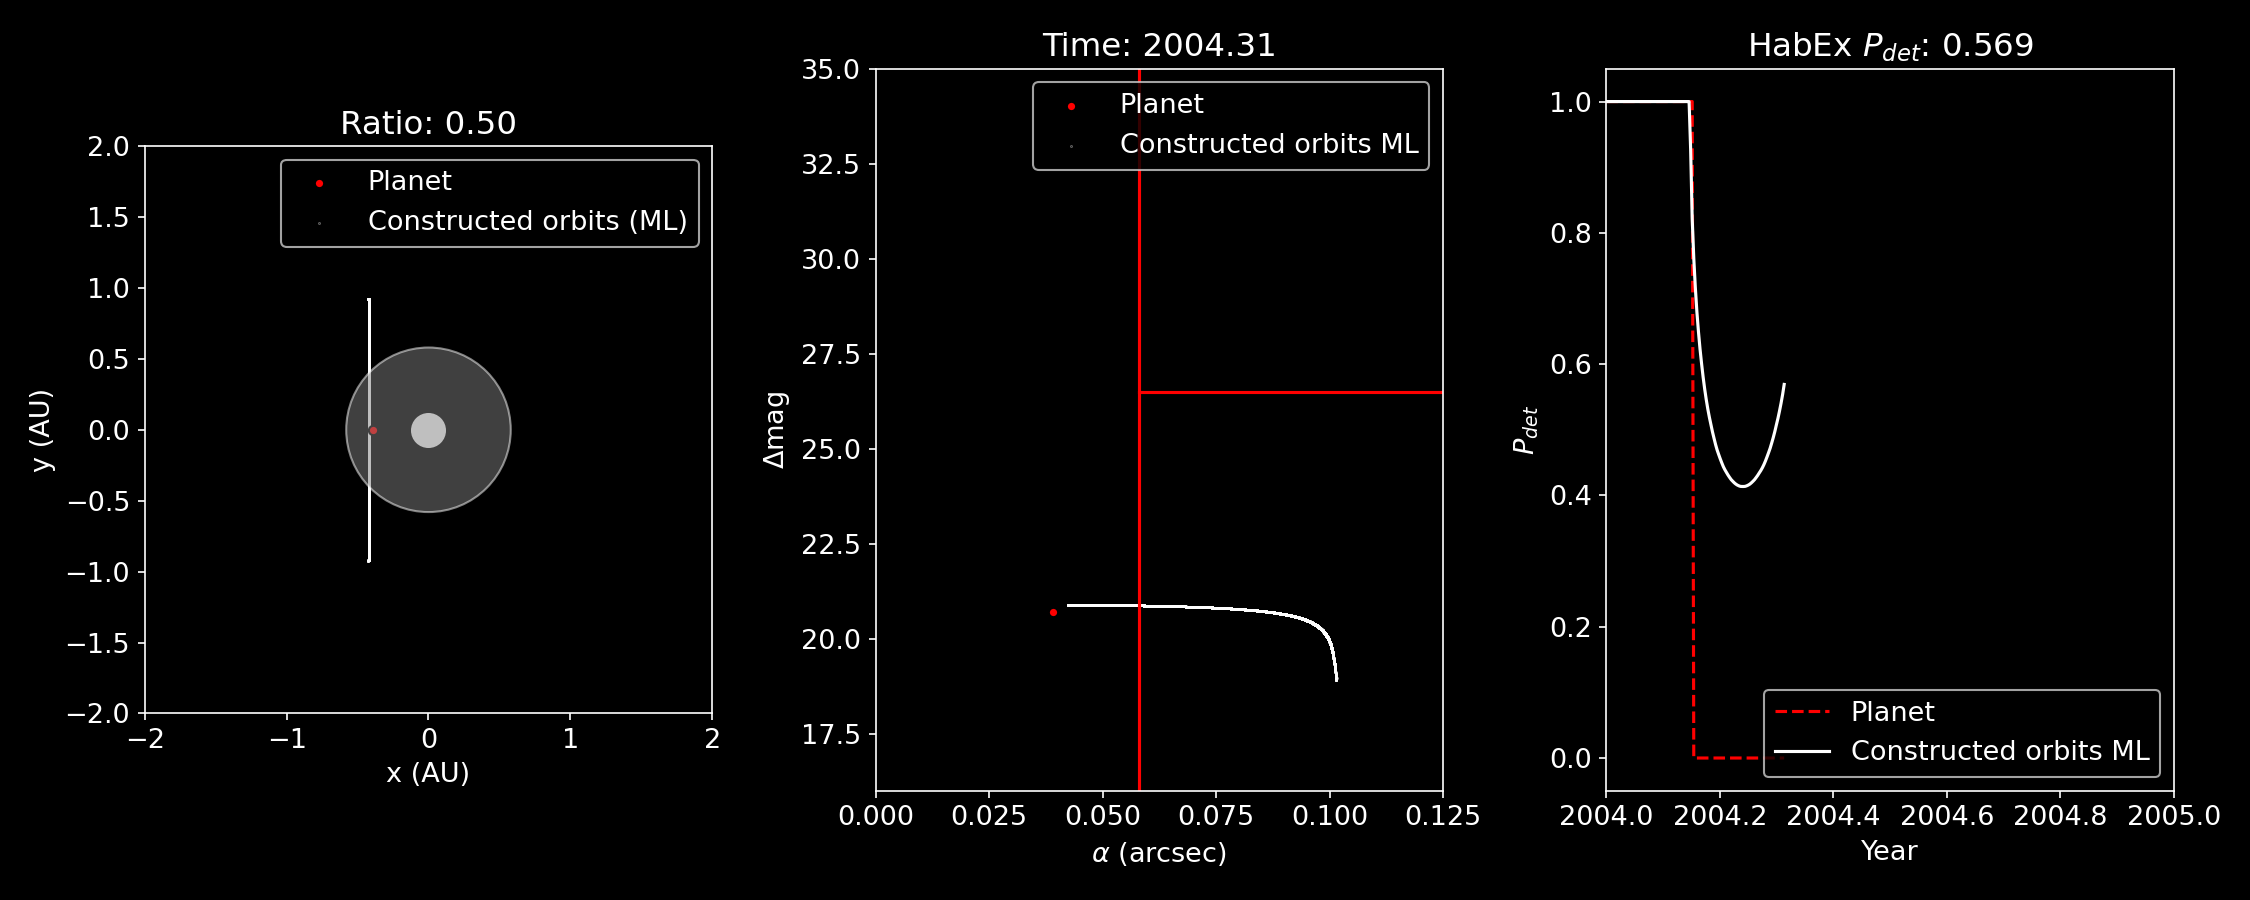 Ratio: 0.50
2.0
1.5
1.0
0.5
0.0
−0.5
−1.0
−1.5
−2.0
y (AU)
Planet
Constructed orbits (ML)
−2 −1 0 1 2
x (AU)
Time: 2004.31
35.0
32.5
30.0
27.5
25.0
22.5
20.0
17.5
Δmag
Planet
Constructed orbits ML
0.000 0.025 0.050 0.075 0.100 0.125
α (arcsec)
HabEx P_det: 0.569
1.0
0.8
0.6
0.4
0.2
0.0
P_det
Planet
Constructed orbits ML
2004.0 2004.2 2004.4 2004.6 2004.8 2005.0
Year